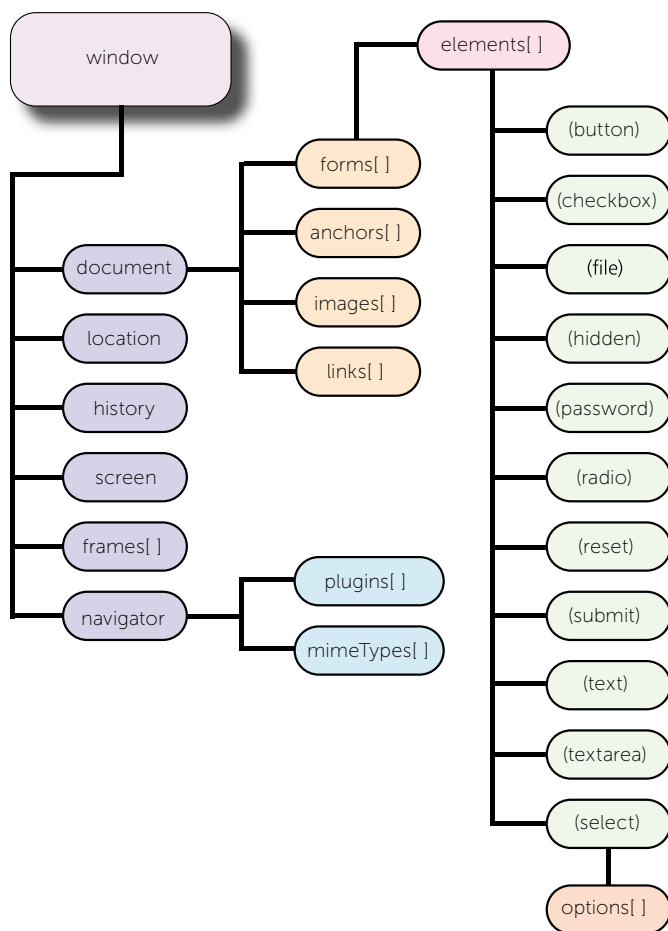 window
elements[ ]
(button)
forms[ ]
(checkbox)
anchors[ ]
document
(file)
images[ ]
location
(hidden)
links[ ]
history
(password)
screen
(radio)
frames[ ]
(reset)
plugins[ ]
navigator
(submit)
mimeTypes[ ]
(text)
(textarea)
(select)
options[ ]